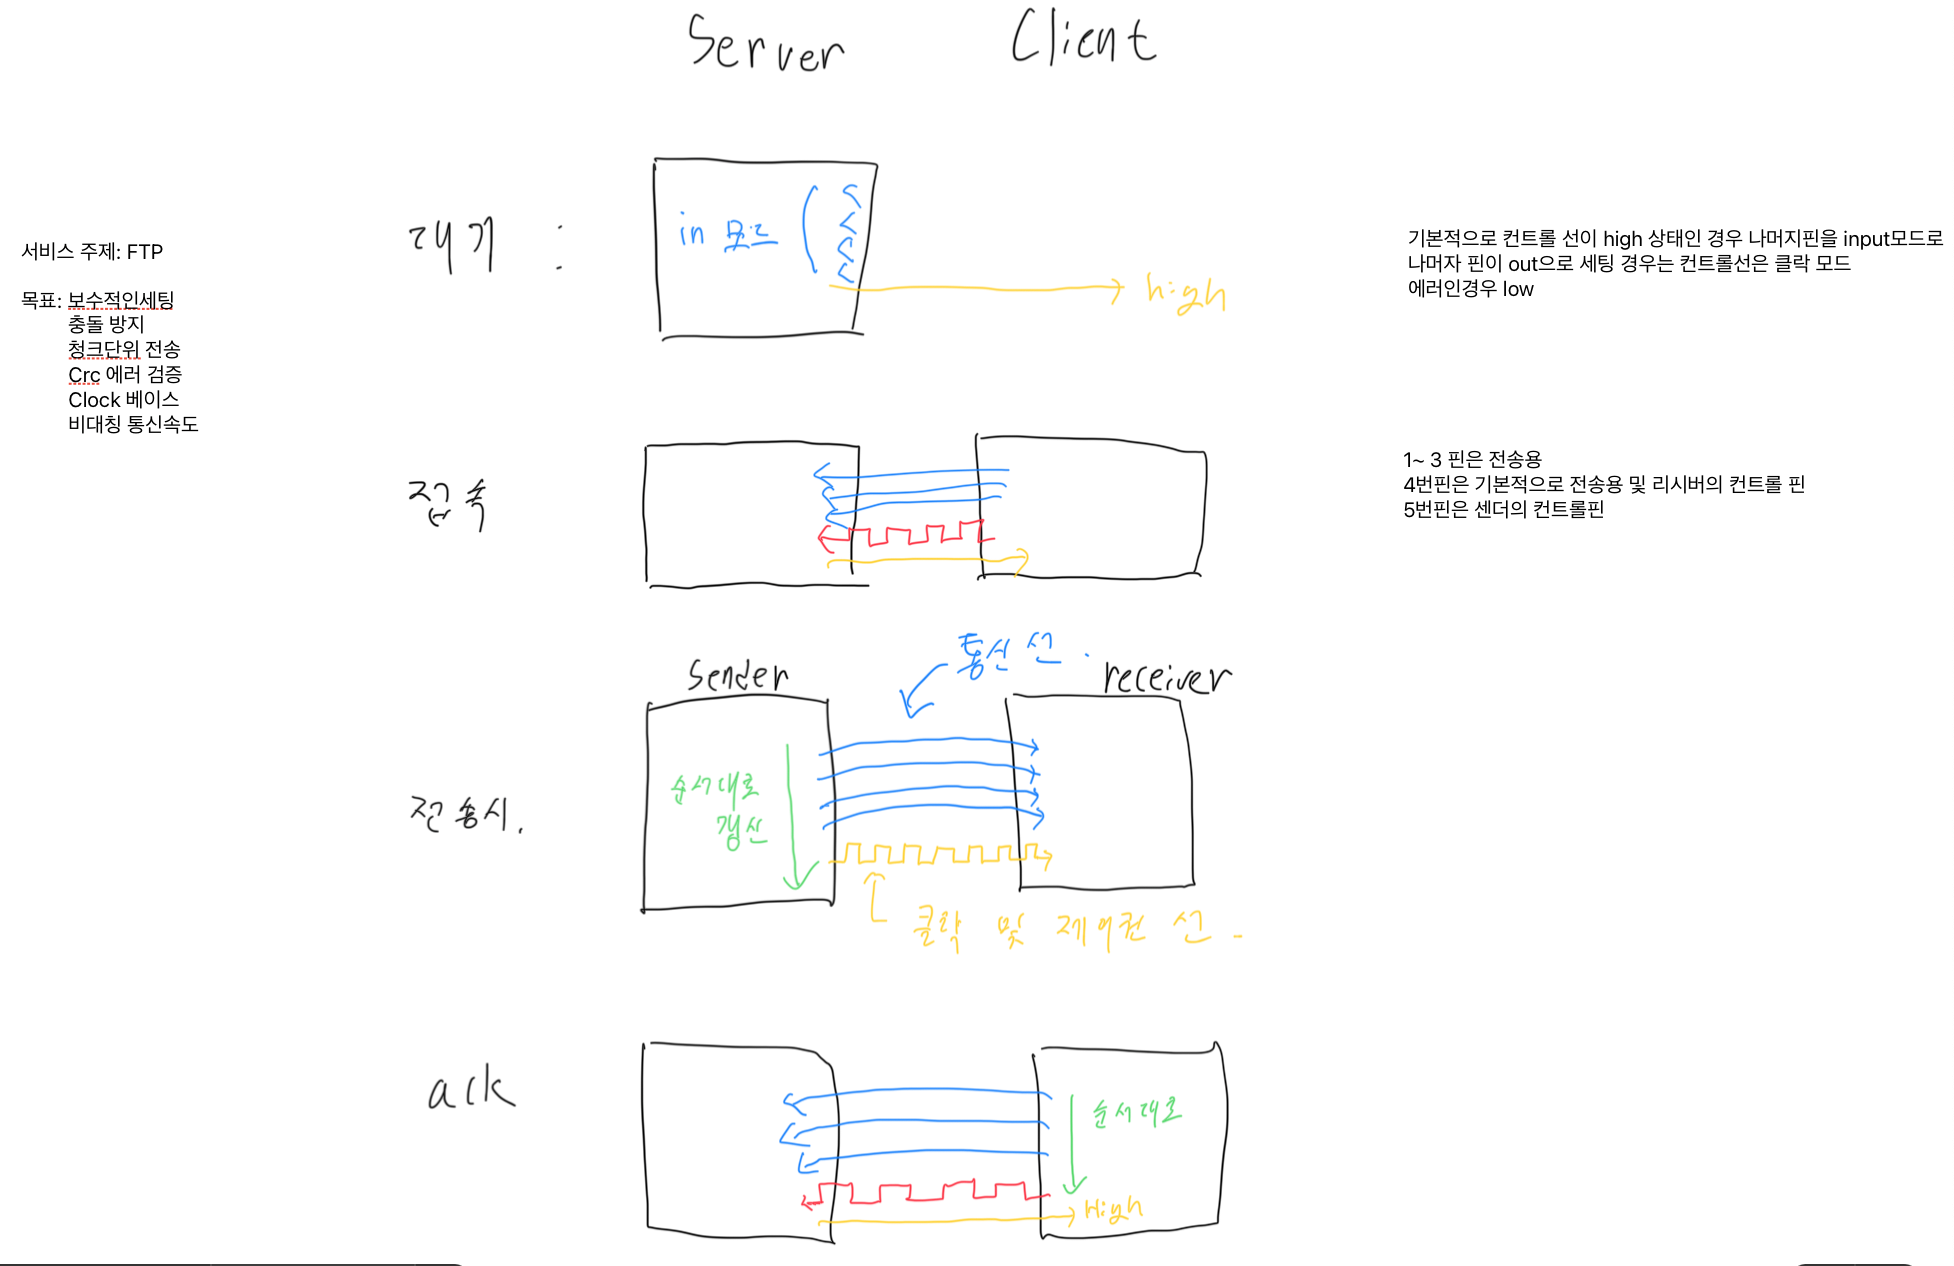 Server Client
대기 :
in 모드
high
서비스 주제: FTP
목표: 보수적인세팅
충돌 방지
청크단위 전송
Crc 에러 검증
Clock 베이스
비대칭 통신속도
기본적으로 컨트롤 선이 high 상태인 경우 나머지핀을 input모드로
나머자 핀이 out으로 세팅 경우는 컨트롤선은 클락 모드
에러인경우 low
접속
1~ 3 핀은 전송용
4번핀은 기본적으로 전송용 및 리시버의 컨트롤 핀
5번핀은 센더의 컨트롤핀
통신 선.
sender receiver
전송시.
순서대로
갱신
클락 및 제어권 선.
ack
순서대로
High